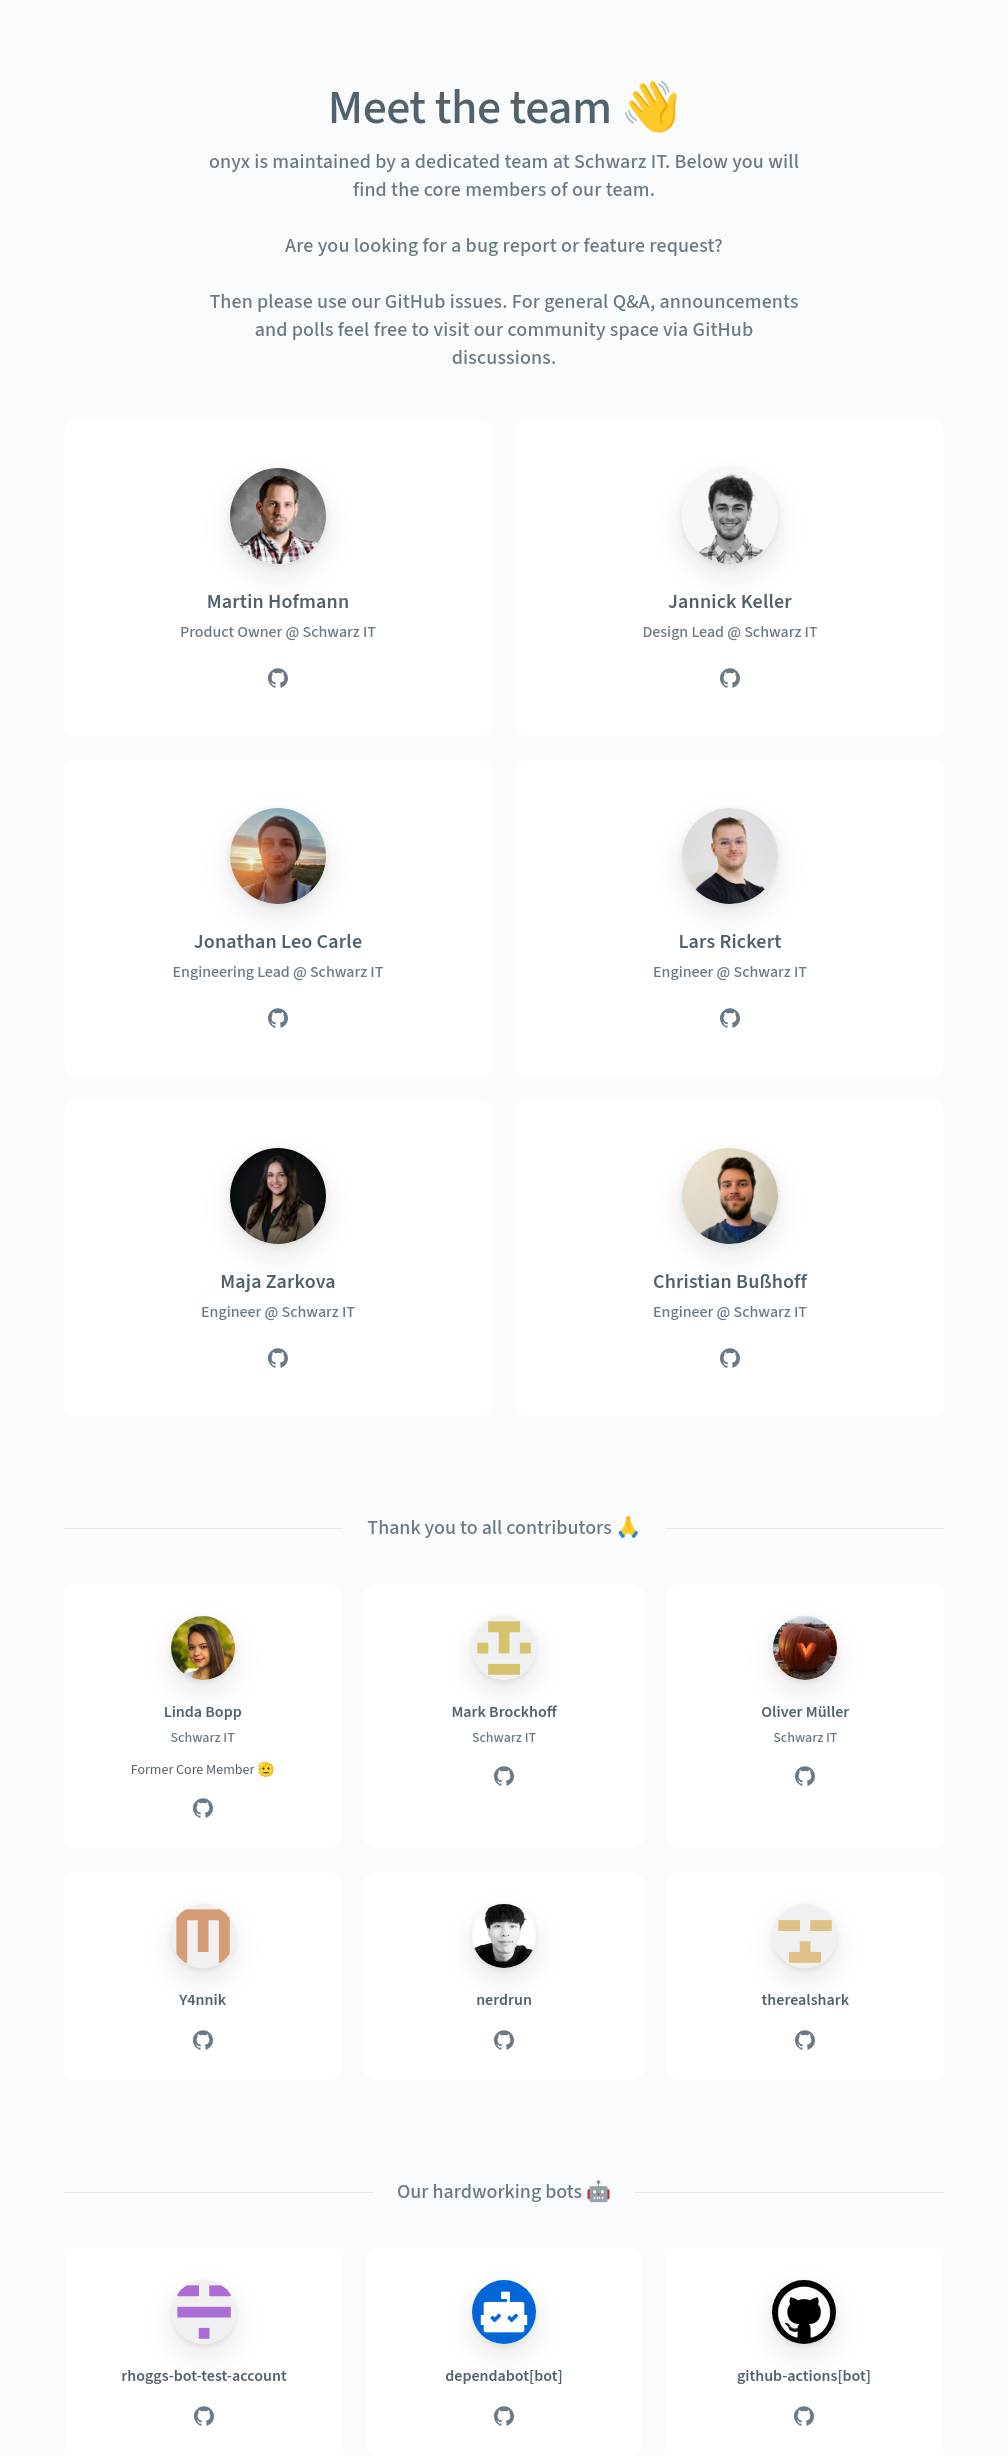 Meet the team 👋
onyx is maintained by a dedicated team at Schwarz IT. Below you will
find the core members of our team.
Are you looking for a bug report or feature request?
Then please use our GitHub issues. For general Q&A, announcements
and polls feel free to visit our community space via GitHub
discussions.
Martin Hofmann
Product Owner @ Schwarz IT
Jannick Keller
Design Lead @ Schwarz IT
Jonathan Leo Carle
Engineering Lead @ Schwarz IT
Lars Rickert
Engineer @ Schwarz IT
Maja Zarkova
Engineer @ Schwarz IT
Christian Bußhoff
Engineer @ Schwarz IT
Thank you to all contributors 🙏
Linda Bopp
Schwarz IT
Former Core Member 🫡
Mark Brockhoff
Schwarz IT
Oliver Müller
Schwarz IT
Y4nnik
nerdrun
therealshark
Our hardworking bots 🤖
rhoggs-bot-test-account
dependabot[bot]
github-actions[bot]